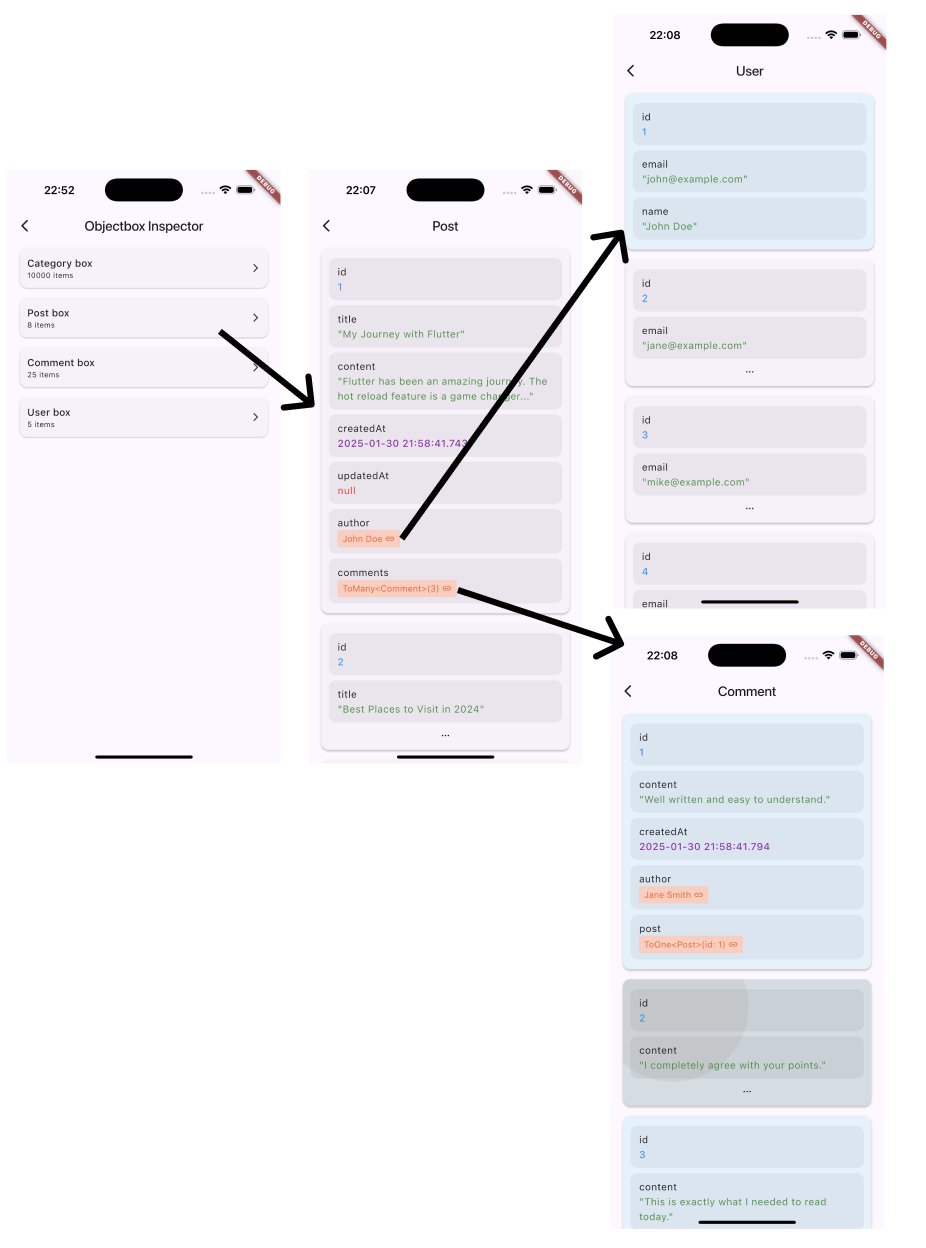 22:52
DEBUG
Objectbox Inspector
Category box
10000 items
Post box
8 items
Comment box
25 items
User box
5 items
22:07
DEBUG
Post
id
1
title
"My Journey with Flutter"
content
"Flutter has been an amazing journey. The
hot reload feature is a game changer..."
createdAt
2025-01-30 21:58:41.743
updatedAt
null
author
John Doe
comments
ToMany<Comment>(3)
id
2
title
"Best Places to Visit in 2024"
...
22:08
DEBUG
User
id
1
email
"john@example.com"
name
"John Doe"
id
2
email
"jane@example.com"
...
id
3
email
"mike@example.com"
...
id
4
email
22:08
DEBUG
Comment
id
1
content
"Well written and easy to understand."
createdAt
2025-01-30 21:58:41.794
author
Jane Smith
post
ToOne<Post>(id: 1)
id
2
content
"I completely agree with your points."
...
id
3
content
"This is exactly what I needed to read
today."